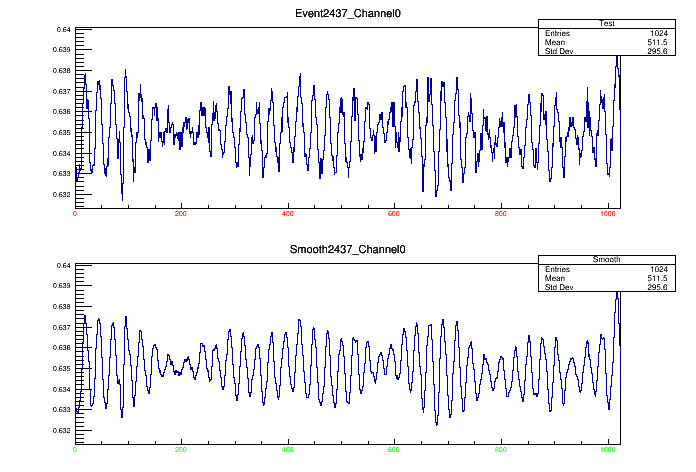 Event2437_Channel0
Test
Entries 1024
Mean 511.5
Std Dev 295.6
0.64
0.639
0.638
0.637
0.636
0.635
0.634
0.633
0.632
0 200 400 600 800 1000
Smooth2437_Channel0
Smooth
Entries 1024
Mean 511.5
Std Dev 295.6
0.64
0.639
0.638
0.637
0.636
0.635
0.634
0.633
0.632
0 200 400 600 800 1000